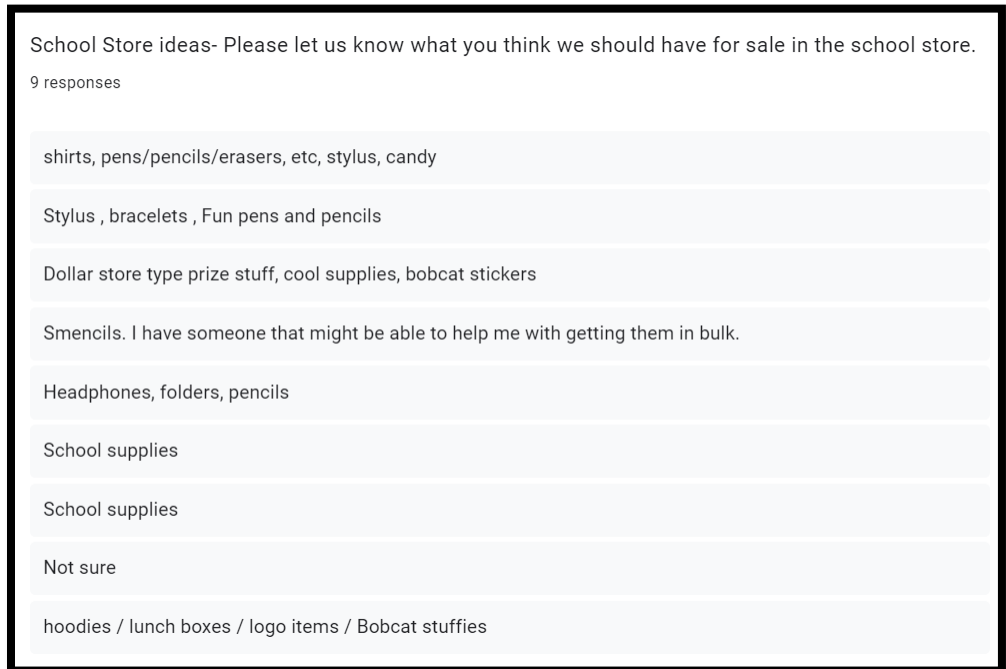 School Store ideas- Please let us know what you think we should have for sale in the school store.
9 responses
shirts, pens/pencils/erasers, etc, stylus, candy
Stylus , bracelets , Fun pens and pencils
Dollar store type prize stuff, cool supplies, bobcat stickers
Smencils. I have someone that might be able to help me with getting them in bulk.
Headphones, folders, pencils
School supplies
School supplies
Not sure
hoodies / lunch boxes / logo items / Bobcat stuffies